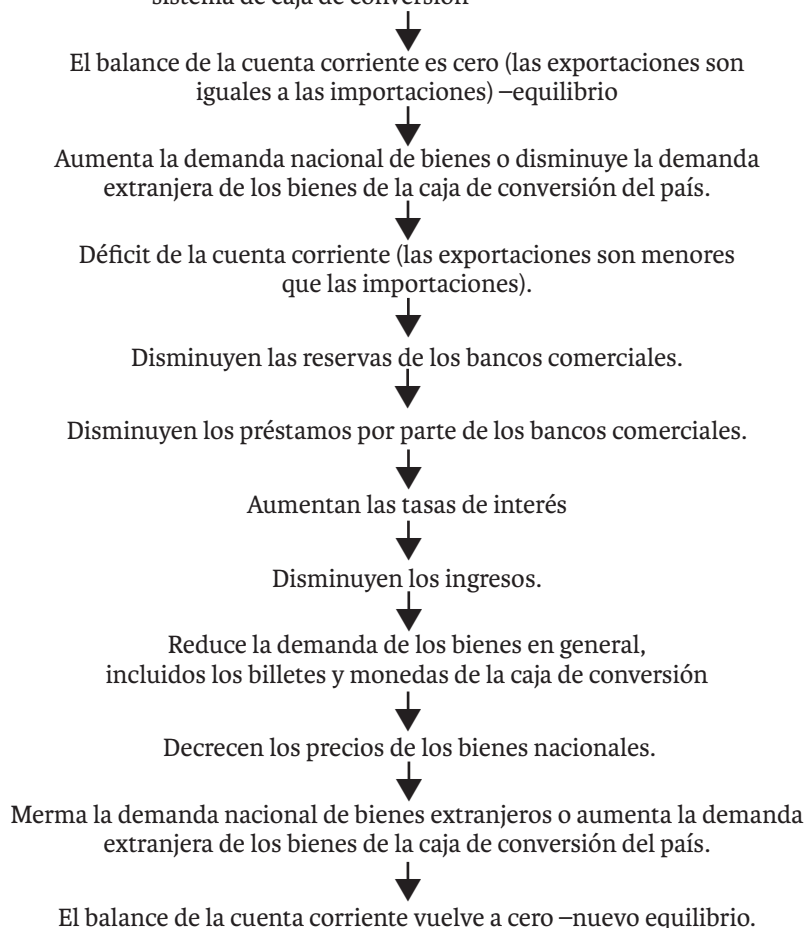 sistema de caja de conversión
El balance de la cuenta corriente es cero (las exportaciones son
iguales a las importaciones) –equilibrio
Aumenta la demanda nacional de bienes o disminuye la demanda
extranjera de los bienes de la caja de conversión del país.
Déficit de la cuenta corriente (las exportaciones son menores
que las importaciones).
Disminuyen las reservas de los bancos comerciales.
Disminuyen los préstamos por parte de los bancos comerciales.
Aumentan las tasas de interés
Disminuyen los ingresos.
Reduce la demanda de los bienes en general,
incluidos los billetes y monedas de la caja de conversión
Decrecen los precios de los bienes nacionales.
Merma la demanda nacional de bienes extranjeros o aumenta la demanda
extranjera de los bienes de la caja de conversión del país.
El balance de la cuenta corriente vuelve a cero –nuevo equilibrio.